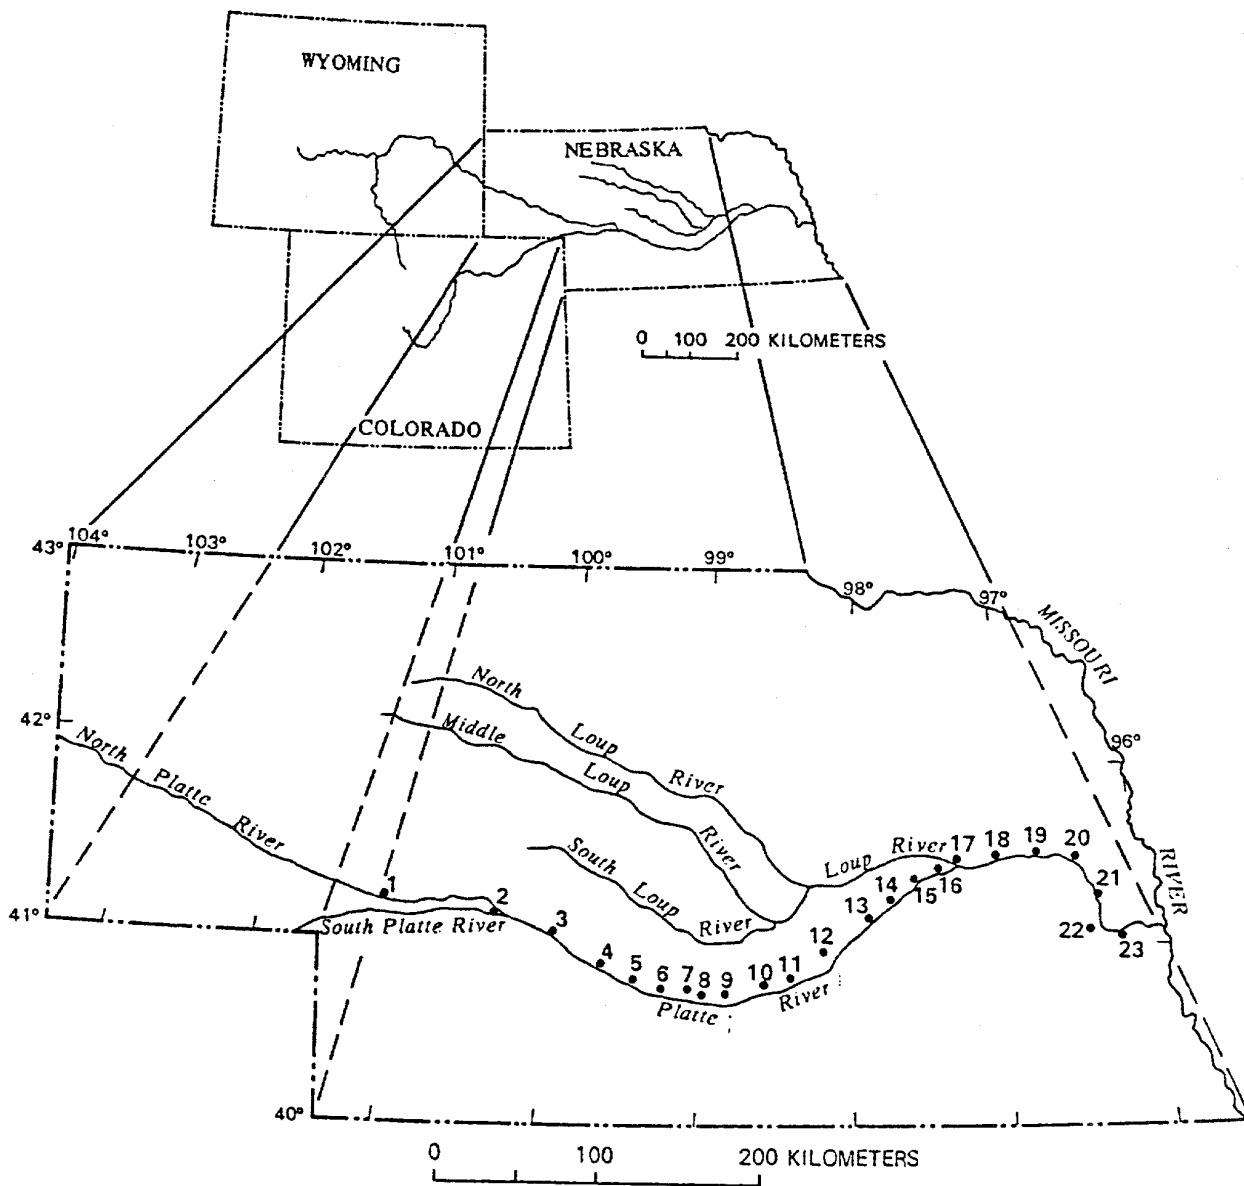 WYOMING
NEBRASKA
0 100 200 KILOMETERS
COLORADO
43° 104° 103° 102° 101° 100° 99° 98° 97°
MISSOURI
RIVER
96°
42°
41°
40°
North Platte River
North Loup River
Middle Loup River
South Loup River
Loup River
South Platte River
Platte River
1
2
3
4
5
6
7
8
9
10
11
12
13
14
15
16
17
18
19
20
21
22
23
0 100 200 KILOMETERS